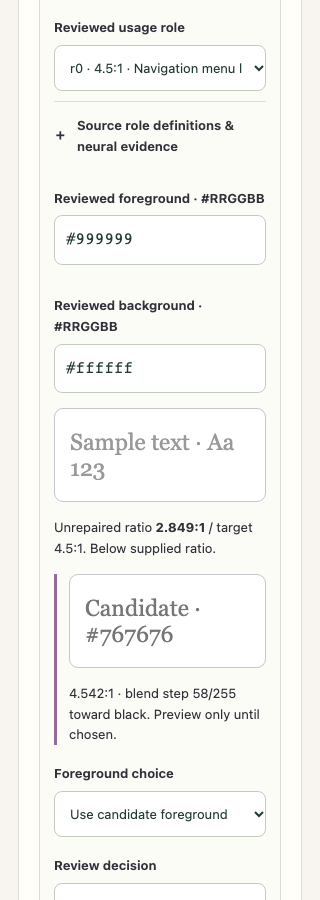 Reviewed usage role
r0 · 4.5:1 · Navigation menu l
+ Source role definitions &
neural evidence
Reviewed foreground · #RRGGBB
#999999
Reviewed background ·
#RRGGBB
#ffffff
Sample text · Aa
123
Unrepaired ratio 2.849:1 / target
4.5:1. Below supplied ratio.
Candidate ·
#767676
4.542:1 · blend step 58/255
toward black. Preview only until
chosen.
Foreground choice
Use candidate foreground
Review decision